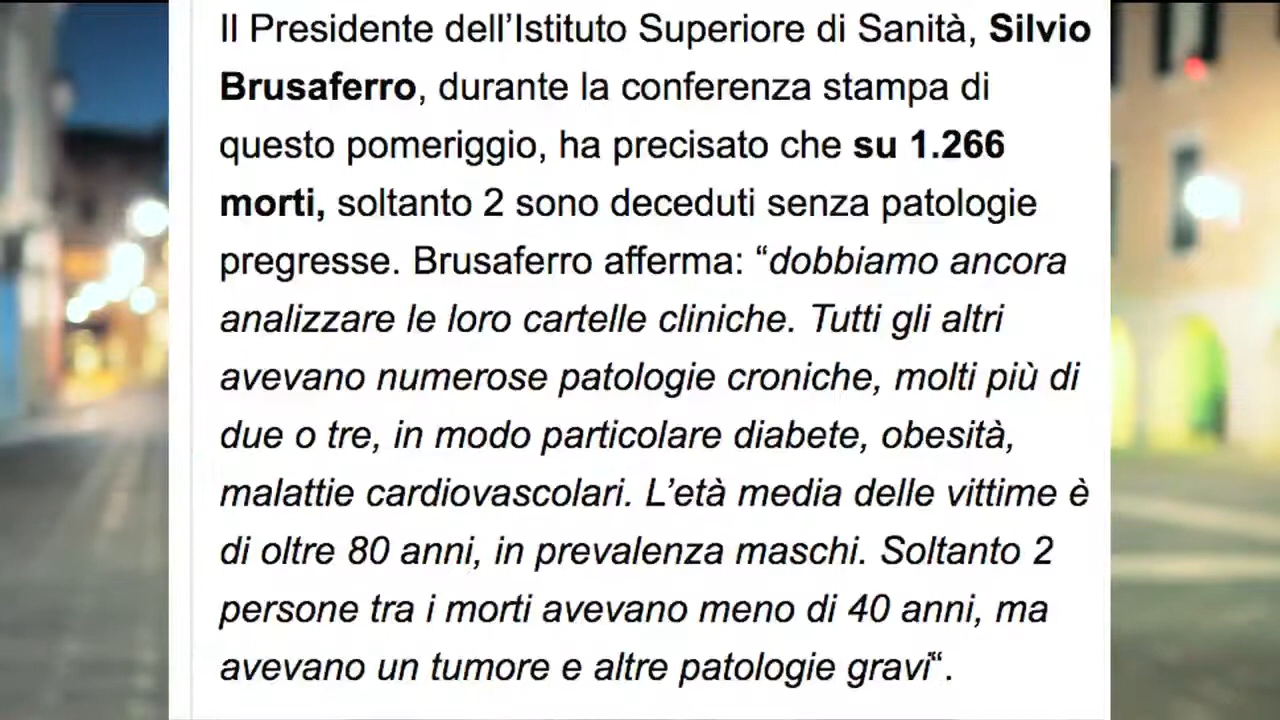 Il Presidente dell’Istituto Superiore di Sanità, Silvio
Brusaferro, durante la conferenza stampa di
questo pomeriggio, ha precisato che su 1.266
morti, soltanto 2 sono deceduti senza patologie
pregresse. Brusaferro afferma: “dobbiamo ancora
analizzare le loro cartelle cliniche. Tutti gli altri
avevano numerose patologie croniche, molti più di
due o tre, in modo particolare diabete, obesità,
malattie cardiovascolari. L’età media delle vittime è
di oltre 80 anni, in prevalenza maschi. Soltanto 2
persone tra i morti avevano meno di 40 anni, ma
avevano un tumore e altre patologie gravi“.